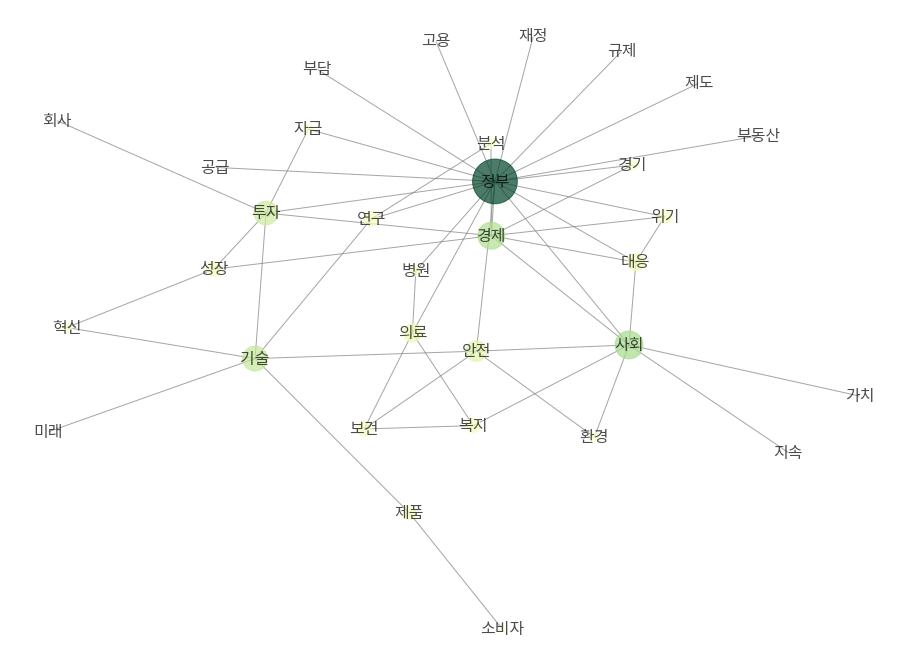 재정
고용
규제
부담
제도
회사
자금
부동산
분석
경기
공급
정부
투자
위기
연구
경제
대응
성장
병원
혁신
의료
사회
안전
기술
가치
복지
보건
미래
환경
지속
제품
소비자